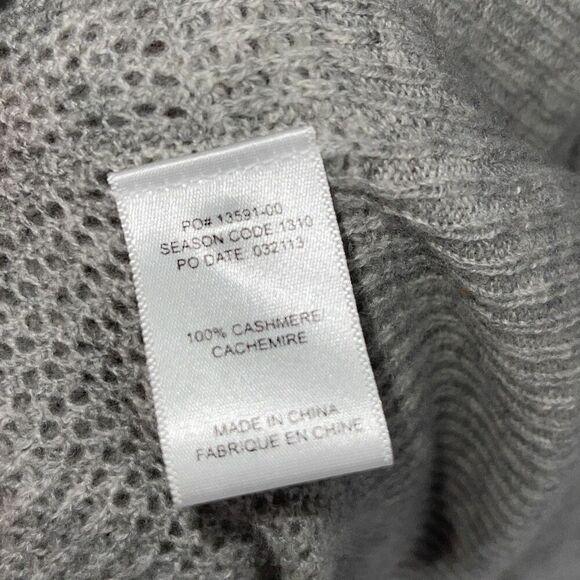 PO# 13591-00
SEASON CODE 1310
PO DATE: 032113
100% CASHMERE/
CACHEMIRE
MADE IN CHINA
FABRIQUE EN CHINE